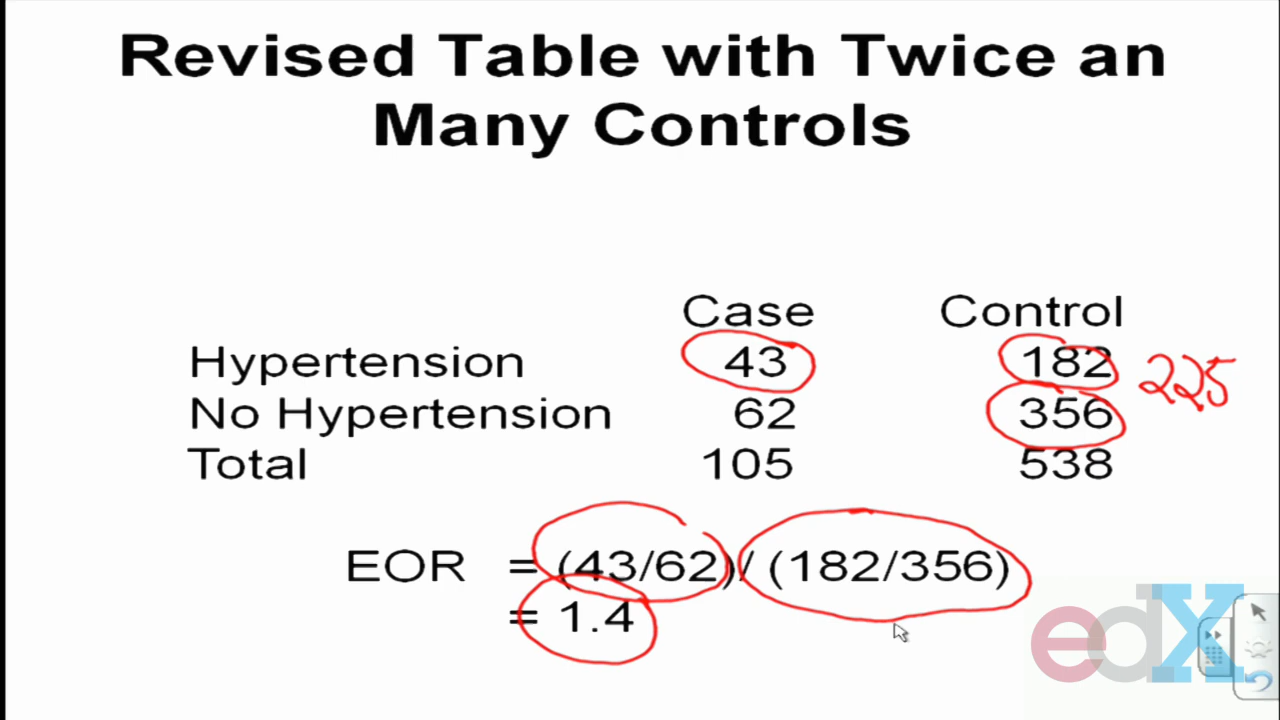 Revised Table with Twice an
Many Controls
Case Control
Hypertension 43 182 225
No Hypertension 62 356
Total 105 538
EOR = (43/62)/ (182/356)
= 1.4
edX